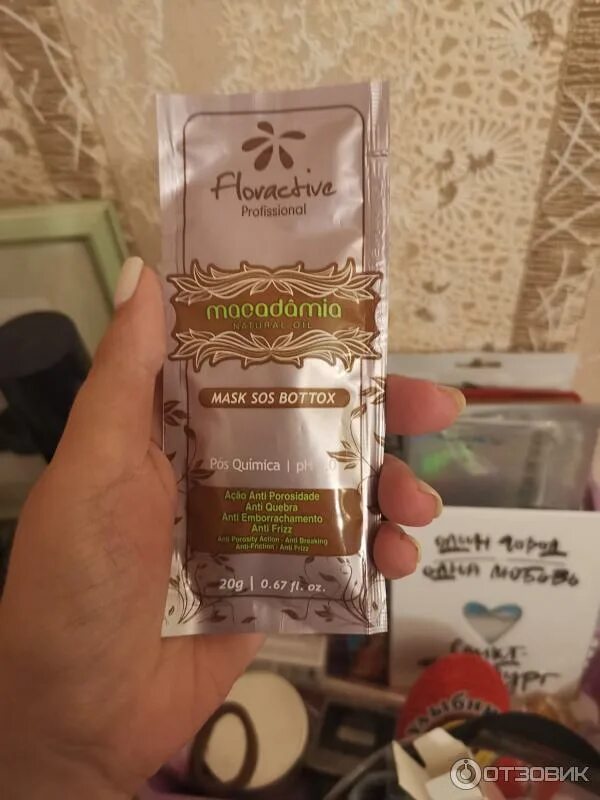 Floractive
Profissional
macadâmia
NATURAL OIL
MASK SOS BOTTOX
Pós Química | pH
Ação Anti Porosidade
Anti Quebra
Anti Emborrachamento
Anti Frizz
Anti Porosity Action - Anti Breaking
Anti-Friction - Anti Frizz
20g | 0.67 fl. oz.
один город
одна любовь
Санкт-
ург
ОТЗОВИК